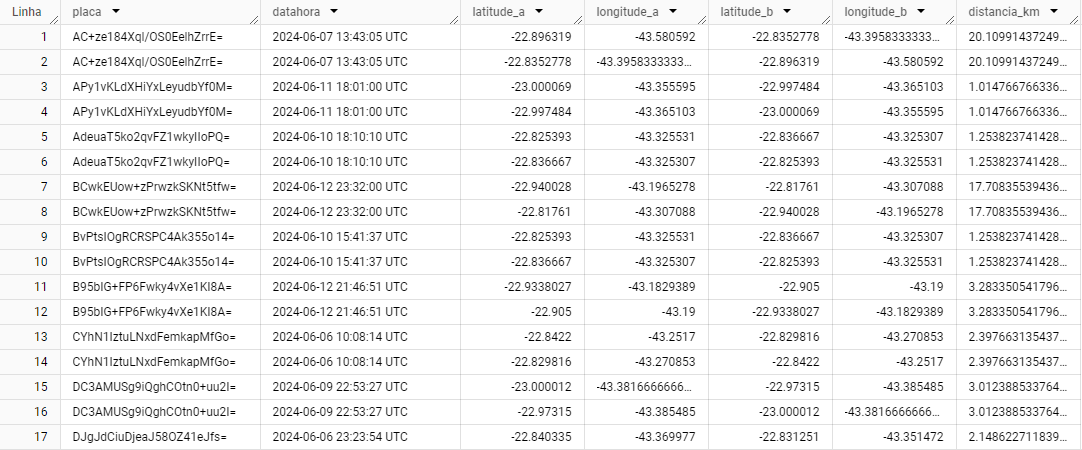 Linha placa datahora latitude_a longitude_a latitude_b longitude_b distancia_km
1 AC+ze184XqI/OS0EelhZrrE= 2024-06-07 13:43:05 UTC -22.896319 -43.580592 -22.8352778 -43.3958333333... 20.10991437249...
2 AC+ze184XqI/OS0EelhZrrE= 2024-06-07 13:43:05 UTC -22.8352778 -43.3958333333... -22.896319 -43.580592 20.10991437249...
3 APy1vKLdXHiYxLeyudbYf0M= 2024-06-11 18:01:00 UTC -23.000069 -43.355595 -22.997484 -43.365103 1.014766766336...
4 APy1vKLdXHiYxLeyudbYf0M= 2024-06-11 18:01:00 UTC -22.997484 -43.365103 -23.000069 -43.355595 1.014766766336...
5 AdeuaT5ko2qvFZ1wkyIIoPQ= 2024-06-10 18:10:10 UTC -22.825393 -43.325531 -22.836667 -43.325307 1.253823741428...
6 AdeuaT5ko2qvFZ1wkyIIoPQ= 2024-06-10 18:10:10 UTC -22.836667 -43.325307 -22.825393 -43.325531 1.253823741428...
7 BCwkEUow+zPrwzkSKNt5tfw= 2024-06-12 23:32:00 UTC -22.940028 -43.1965278 -22.81761 -43.307088 17.70835539436...
8 BCwkEUow+zPrwzkSKNt5tfw= 2024-06-12 23:32:00 UTC -22.81761 -43.307088 -22.940028 -43.1965278 17.70835539436...
9 BvPtsIOgRCRSPC4Ak355o14= 2024-06-10 15:41:37 UTC -22.825393 -43.325531 -22.836667 -43.325307 1.253823741428...
10 BvPtsIOgRCRSPC4Ak355o14= 2024-06-10 15:41:37 UTC -22.836667 -43.325307 -22.825393 -43.325531 1.253823741428...
11 B95bIG+FP6Fwky4vXe1KI8A= 2024-06-12 21:46:51 UTC -22.9338027 -43.1829389 -22.905 -43.19 3.283350541796...
12 B95bIG+FP6Fwky4vXe1KI8A= 2024-06-12 21:46:51 UTC -22.905 -43.19 -22.9338027 -43.1829389 3.283350541796...
13 CYhN1IztuLNxdFemkapMfGo= 2024-06-06 10:08:14 UTC -22.8422 -43.2517 -22.829816 -43.270853 2.397663135437...
14 CYhN1IztuLNxdFemkapMfGo= 2024-06-06 10:08:14 UTC -22.829816 -43.270853 -22.8422 -43.2517 2.397663135437...
15 DC3AMUSg9iQghCOtn0+uu2I= 2024-06-09 22:53:27 UTC -23.000012 -43.3816666666... -22.97315 -43.385485 3.012388533764...
16 DC3AMUSg9iQghCOtn0+uu2I= 2024-06-09 22:53:27 UTC -22.97315 -43.385485 -23.000012 -43.3816666666... 3.012388533764...
17 DJgJdCiuDjeaJ58OZ41eJfs= 2024-06-06 23:23:54 UTC -22.840335 -43.369977 -22.831251 -43.351472 2.148622711839...